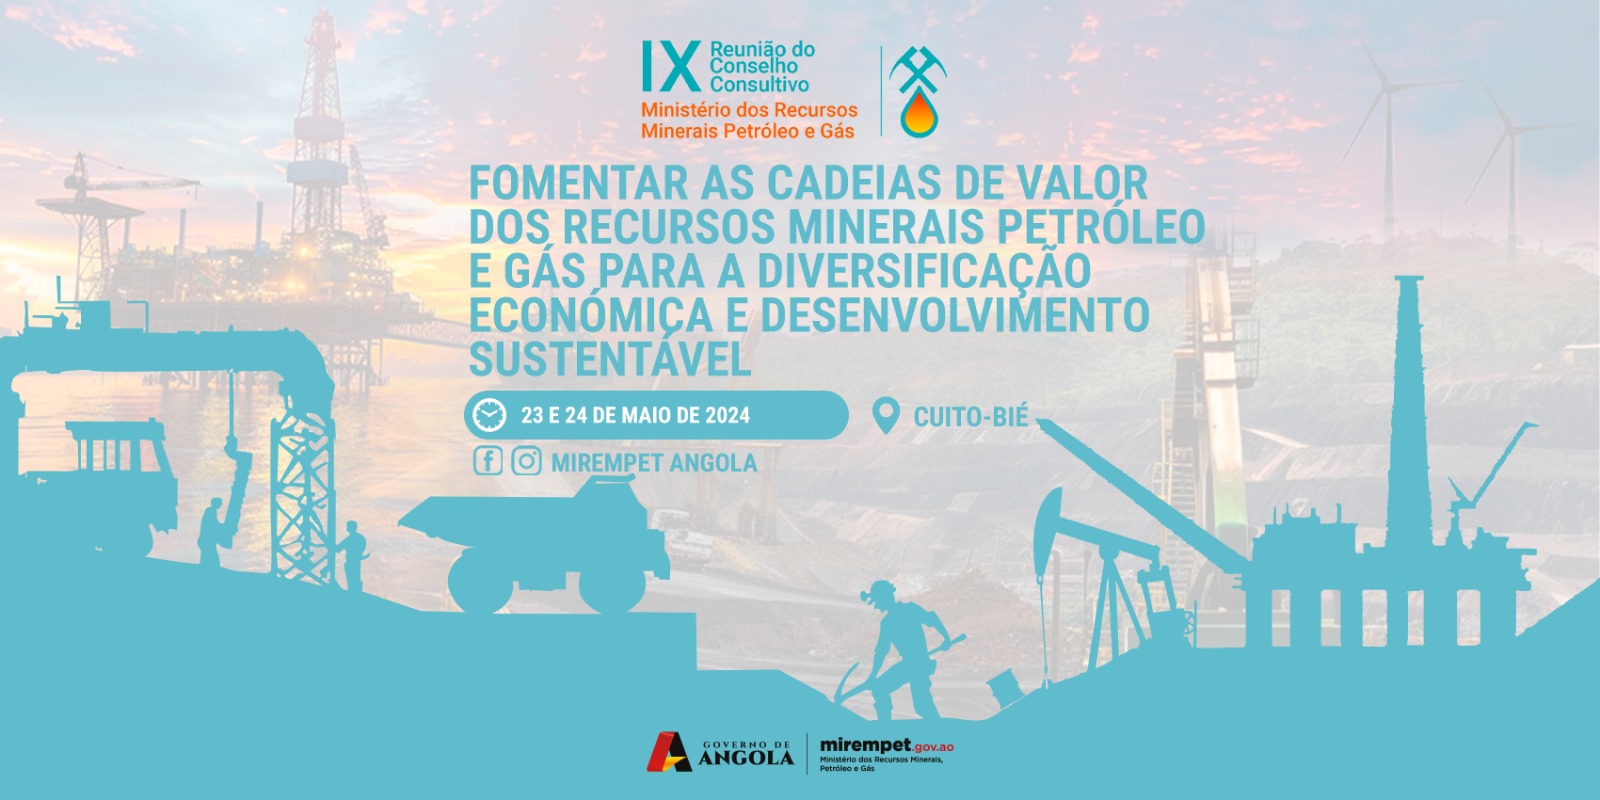 IX Reunião do
Conselho
Consultivo
Ministério dos Recursos
Minerais Petróleo e Gás
FOMENTAR AS CADEIAS DE VALOR
DOS RECURSOS MINERAIS PETRÓLEO
E GÁS PARA A DIVERSIFICAÇÃO
ECONÓMICA E DESENVOLVIMENTO
SUSTENTÁVEL
23 E 24 DE MAIO DE 2024
CUITO-BIÉ
MIREMPET ANGOLA
GOVERNO DE
ANGOLA
mirempet.gov.ao
Ministério dos Recursos Minerais,
Petróleo e Gás